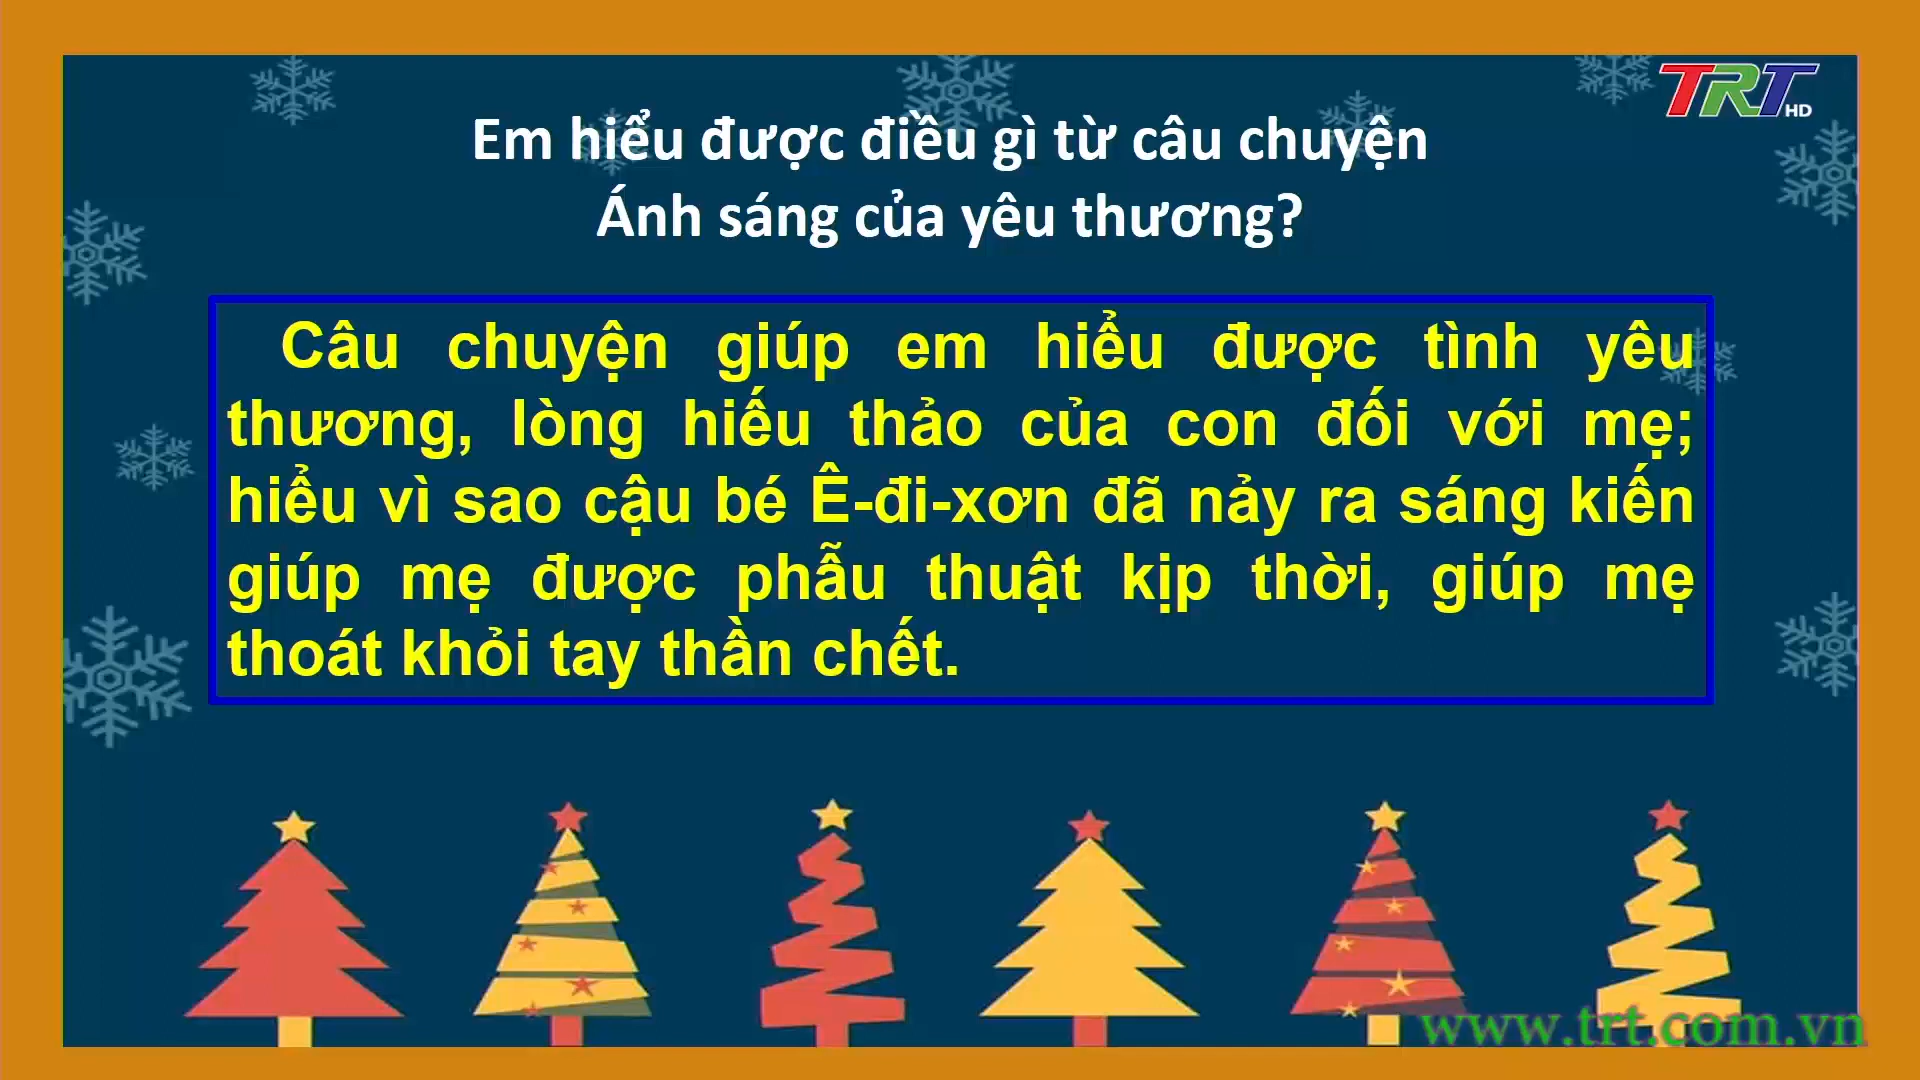 TRT HD
Em hiểu được điều gì từ câu chuyện
Ánh sáng của yêu thương?
Câu chuyện giúp em hiểu được tình yêu
thương, lòng hiếu thảo của con đối với mẹ;
hiểu vì sao cậu bé Ê-đi-xơn đã nảy ra sáng kiến
giúp mẹ được phẫu thuật kịp thời, giúp mẹ
thoát khỏi tay thần chết.
www.trt.com.vn